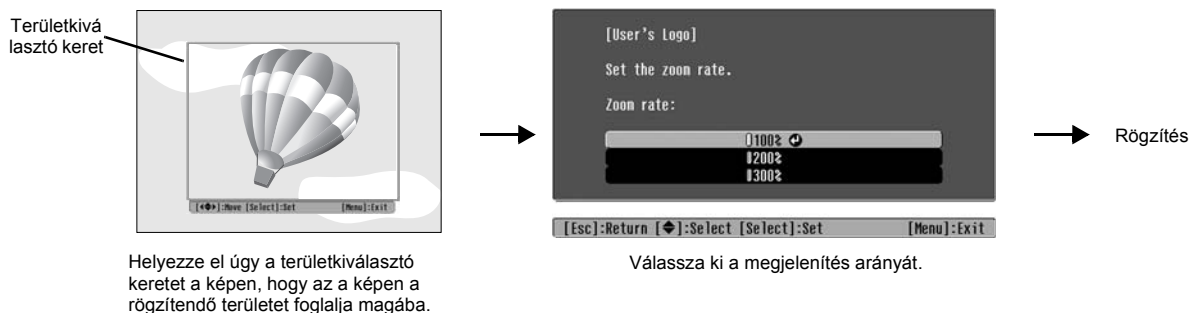 Területkivá
lasztó keret
[◄◆►]:Move [Select]:Set [Menu]:Exit
Helyezze el úgy a területkiválasztó
keretet a képen, hogy az a képen a
rögzítendő területet foglalja magába.
[User's Logo]
Set the zoom rate.
Zoom rate:
100%
200%
300%
[Esc]:Return [◆]:Select [Select]:Set [Menu]:Exit
Válassza ki a megjelenítés arányát.
Rögzítés